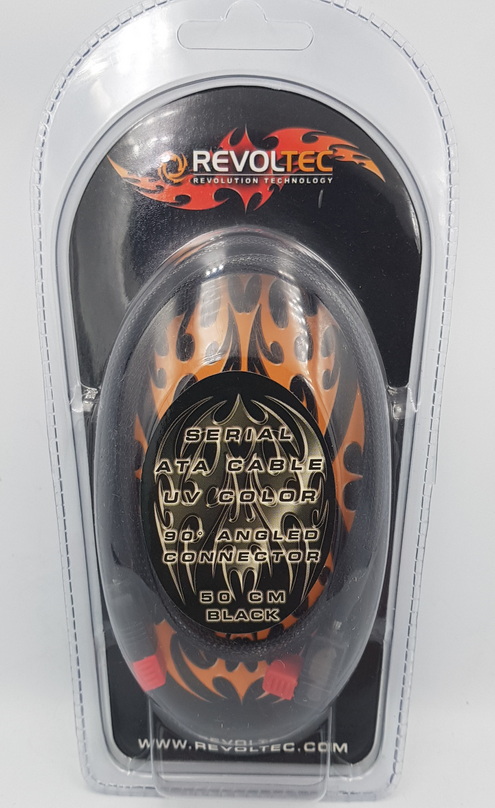 REVOLTEC
REVOLUTION TECHNOLOGY
SERIAL
ATA CABLE
UV COLOR
90° ANGLED
CONNECTOR
50 CM
BLACK
WWW.REVOLTEC.COM